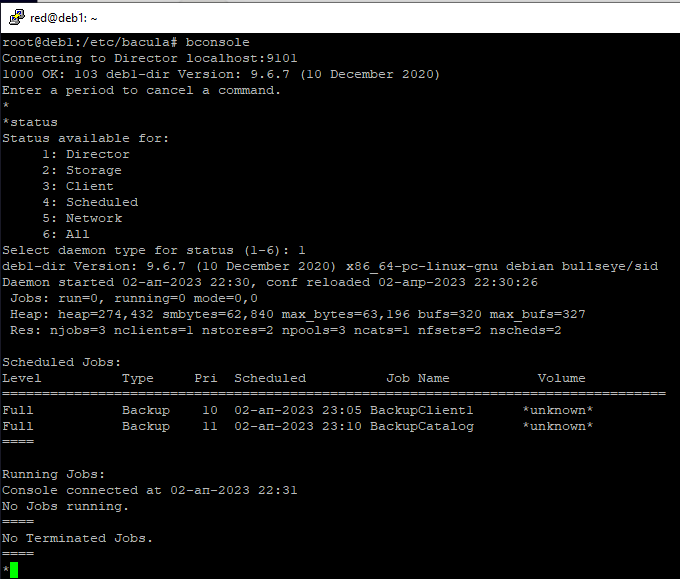 red@deb1: ~
root@deb1:/etc/bacula# bconsole
Connecting to Director localhost:9101
1000 OK: 103 deb1-dir Version: 9.6.7 (10 December 2020)
Enter a period to cancel a command.
*
*status
Status available for:
     1: Director
     2: Storage
     3: Client
     4: Scheduled
     5: Network
     6: All
Select daemon type for status (1-6): 1
deb1-dir Version: 9.6.7 (10 December 2020) x86_64-pc-linux-gnu debian bullseye/sid
Daemon started 02-ап-2023 22:30, conf reloaded 02-апр-2023 22:30:26
 Jobs: run=0, running=0 mode=0,0
 Heap: heap=274,432 smbytes=62,840 max_bytes=63,196 bufs=320 max_bufs=327
 Res: njobs=3 nclients=1 nstores=2 npools=3 ncats=1 nfsets=2 nscheds=2
Scheduled Jobs:
Level          Type     Pri  Scheduled          Job Name           Volume
===================================================================================
Full           Backup    10  02-ап-2023 23:05 BackupClient1      *unknown*
Full           Backup    11  02-ап-2023 23:10 BackupCatalog      *unknown*
====
Running Jobs:
Console connected at 02-ап-2023 22:31
No Jobs running.
====
No Terminated Jobs.
====
*